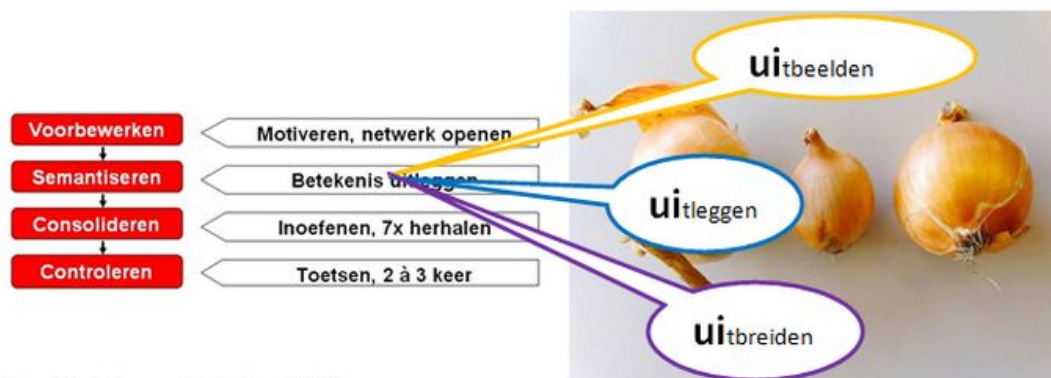 Voorbewerken
Motiveren, netwerk openen
Semantiseren
Betekenis uitleggen
Consolideren
Inoefenen, 7x herhalen
Controleren
Toetsen, 2 à 3 keer
uitbeelden
uitleggen
uitbreiden